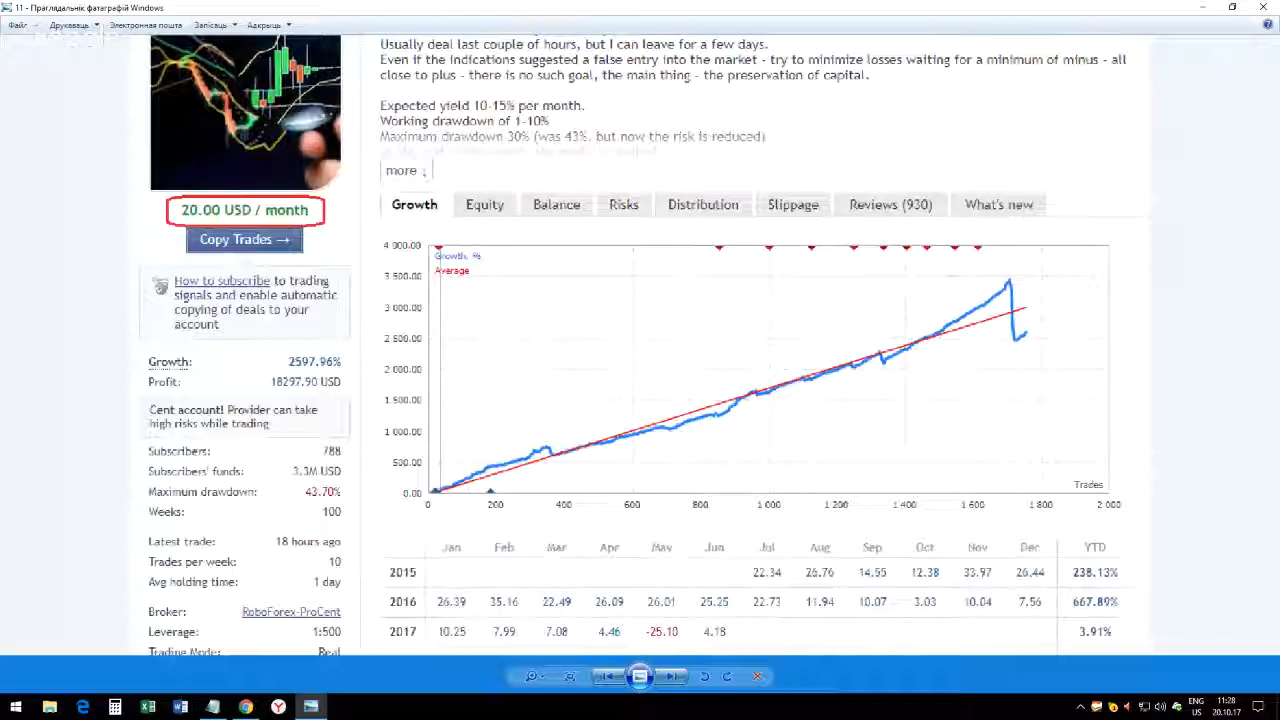 11 - Праглядальнік фатаграфій Windows
Файл Друкаваць Электронная пошта Запісаць Адкрыць
Usually deal last couple of hours, but I can leave for a few days.
Even if the indications suggested a false entry into the market - try to minimize losses waiting for a minimum of minus - all
close to plus - there is no such goal, the main thing - the preservation of capital.
Expected yield 10-15% per month.
Working drawdown of 1-10%
Maximum drawdown 30% (was 43%, but now the risk is reduced)
more ↓
20.00 USD / month
Copy Trades →
How to subscribe to trading
signals and enable automatic
copying of deals to your
account
Growth: 2597.96%
Profit: 18297.90 USD
Cent account! Provider can take
high risks while trading
Subscribers: 788
Subscribers' funds: 3.3M USD
Maximum drawdown: 43.70%
Weeks: 100
Latest trade: 18 hours ago
Trades per week: 10
Avg holding time: 1 day
Broker: RoboForex-ProCent
Leverage: 1:500
Trading Mode: Real
Growth Equity Balance Risks Distribution Slippage Reviews (930) What's new
Growth, %
Average
4 000.00
3 500.00
3 000.00
2 500.00
2 000.00
1 500.00
1 000.00
500.00
0.00
Trades
0 200 400 600 800 1 000 1 200 1 400 1 600 1 800 2 000
Jan Feb Mar Apr May Jun Jul Aug Sep Oct Nov Dec YTD
2015 22.34 26.76 14.55 12.38 33.97 26.44 238.13%
2016 26.39 35.16 22.49 26.09 26.01 25.25 22.73 11.94 10.07 3.03 10.04 7.56 667.89%
2017 10.25 7.99 7.08 4.46 -25.10 4.18 3.91%
ENG 11:28
US 20.10.17